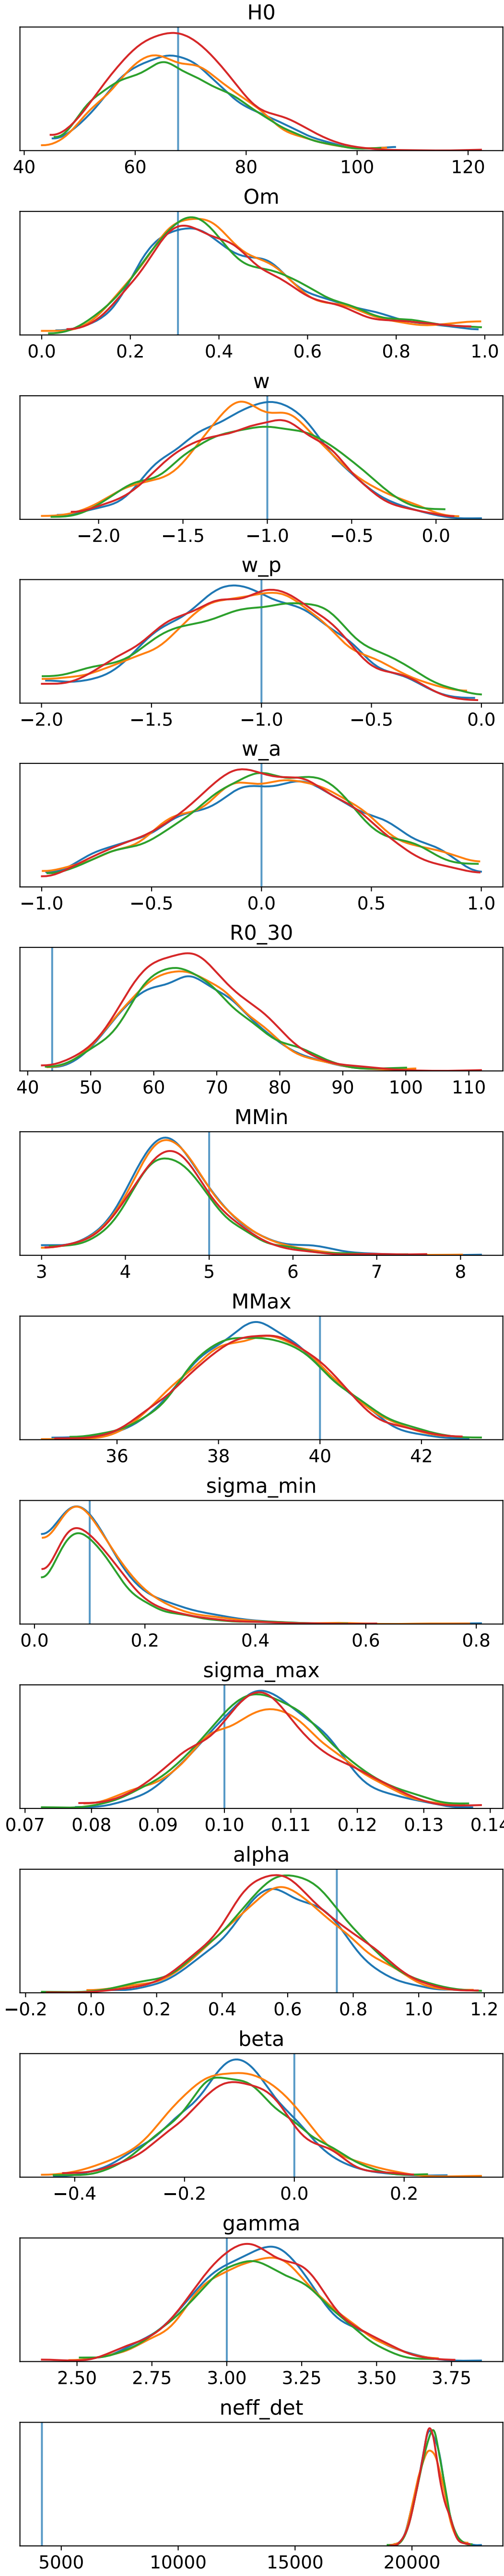 H0
40 60 80 100 120
Om
0.0 0.2 0.4 0.6 0.8 1.0
w
−2.0 −1.5 −1.0 −0.5 0.0
w_p
−2.0 −1.5 −1.0 −0.5 0.0
w_a
−1.0 −0.5 0.0 0.5 1.0
R0_30
40 50 60 70 80 90 100 110
MMin
3 4 5 6 7 8
MMax
36 38 40 42
sigma_min
0.0 0.2 0.4 0.6 0.8
sigma_max
0.07 0.08 0.09 0.10 0.11 0.12 0.13 0.14
alpha
−0.2 0.0 0.2 0.4 0.6 0.8 1.0 1.2
beta
−0.4 −0.2 0.0 0.2
gamma
2.50 2.75 3.00 3.25 3.50 3.75
neff_det
5000 10000 15000 20000